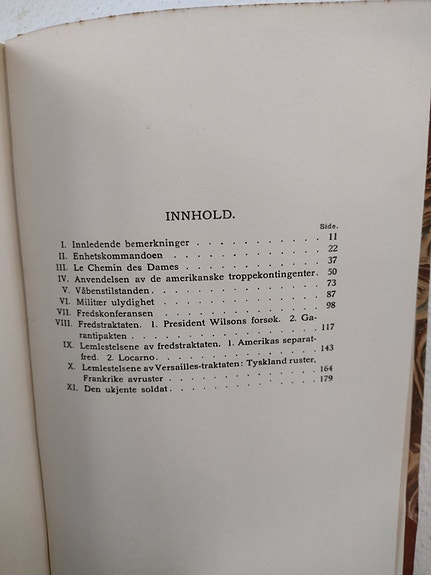 INNHOLD.
Side.
I. Innledende bemerkninger . . . . . . . . . . . 11
II. Enhetskommandoen . . . . . . . . . . . . 22
III. Le Chemin des Dames . . . . . . . . . . . 37
IV. Anvendelsen av de amerikanske troppekontingenter . 50
V. Våbenstilstanden . . . . . . . . . . . . . 73
VI. Militær ulydighet . . . . . . . . . . . . 87
VII. Fredskonferansen . . . . . . . . . . . . 98
VIII. Fredstraktaten. 1. President Wilsons forsøk. 2. Ga-
rantipakten . . . . . . . . . . . . . . 117
IX. Lemlestelsene av fredstraktaten. 1. Amerikas separat-
fred. 2. Locarno. . . . . . . . . . . . . 143
X. Lemlestelsene av Versailles-traktaten: Tyskland ruster,
Frankrike avruster . . . . . . . . . . . 164
XI. Den ukjente soldat . . . . . . . . . . . . 179